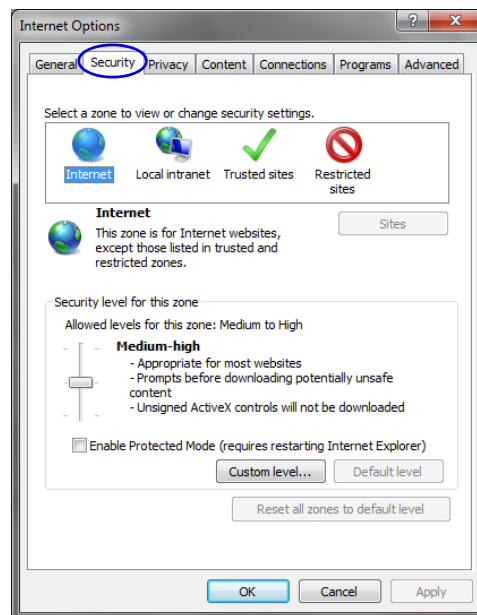 Internet Options
?
X
General Security Privacy Content Connections Programs Advanced
Select a zone to view or change security settings.
Internet Local intranet Trusted sites Restricted
sites
Internet
Sites
This zone is for Internet websites,
except those listed in trusted and
restricted zones.
Security level for this zone
Allowed levels for this zone: Medium to High
Medium-high
- Appropriate for most websites
- Prompts before downloading potentially unsafe
content
- Unsigned ActiveX controls will not be downloaded
Enable Protected Mode (requires restarting Internet Explorer)
Custom level... Default level
Reset all zones to default level
OK Cancel Apply